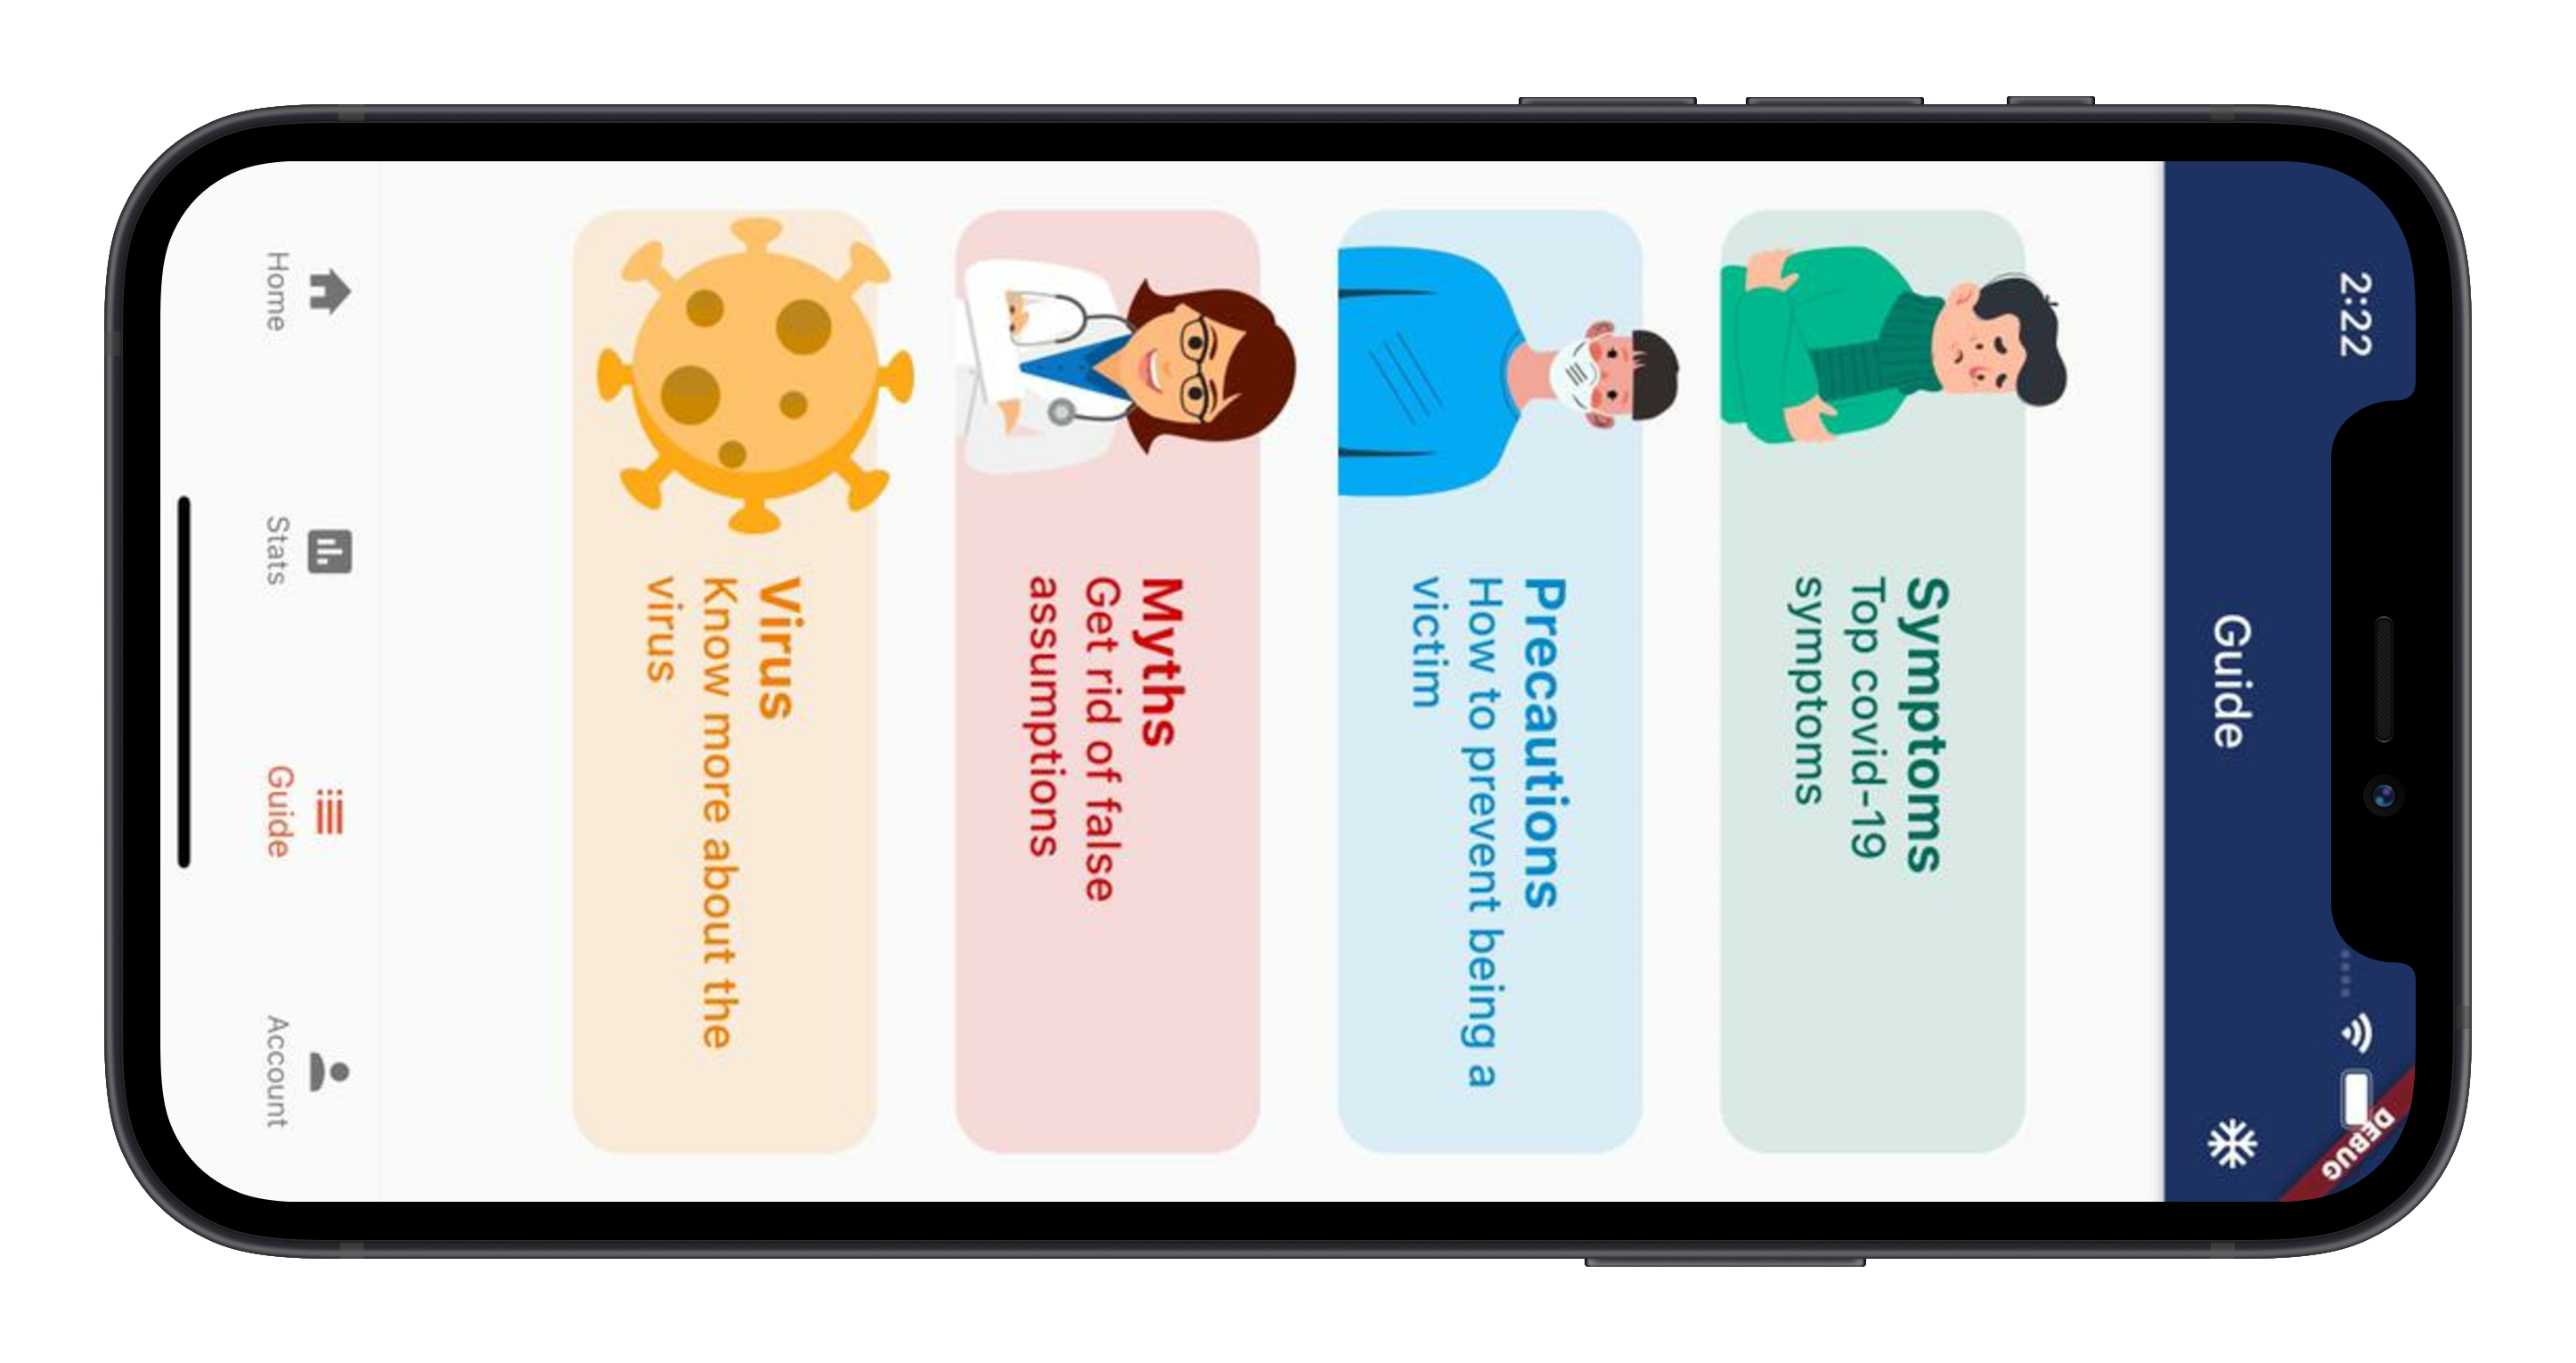 2:22
DEBUG
Guide
Symptoms
Top covid-19
symptoms
Precautions
How to prevent being a
victim
Myths
Get rid of false
assumptions
Virus
Know more about the
virus
Home
Stats
Guide
Account